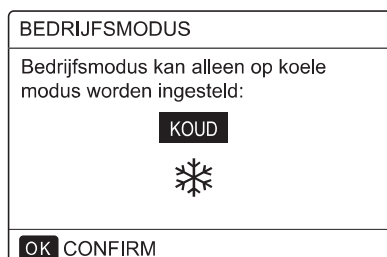 BEDRIJFSMODUS
Bedrijfsmodus kan alleen op koele
modus worden ingesteld:
KOUD
OK CONFIRM